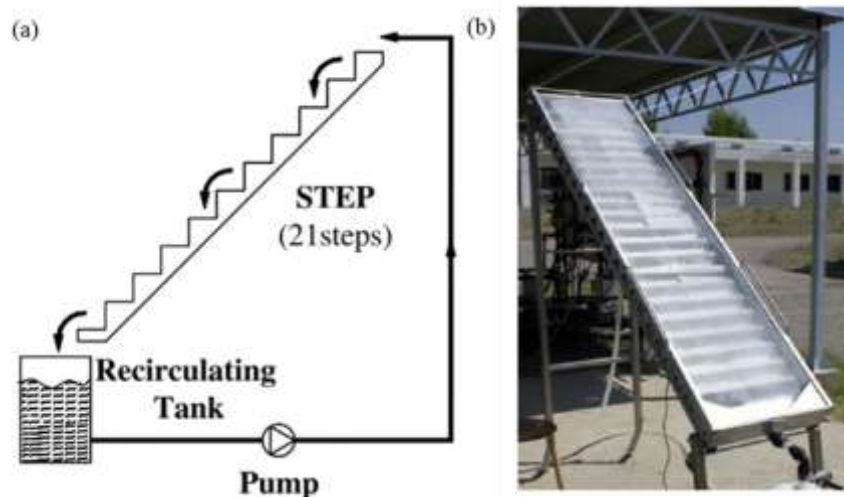 (a)
(b)
STEP
(21steps)
Recirculating
Tank
Pump